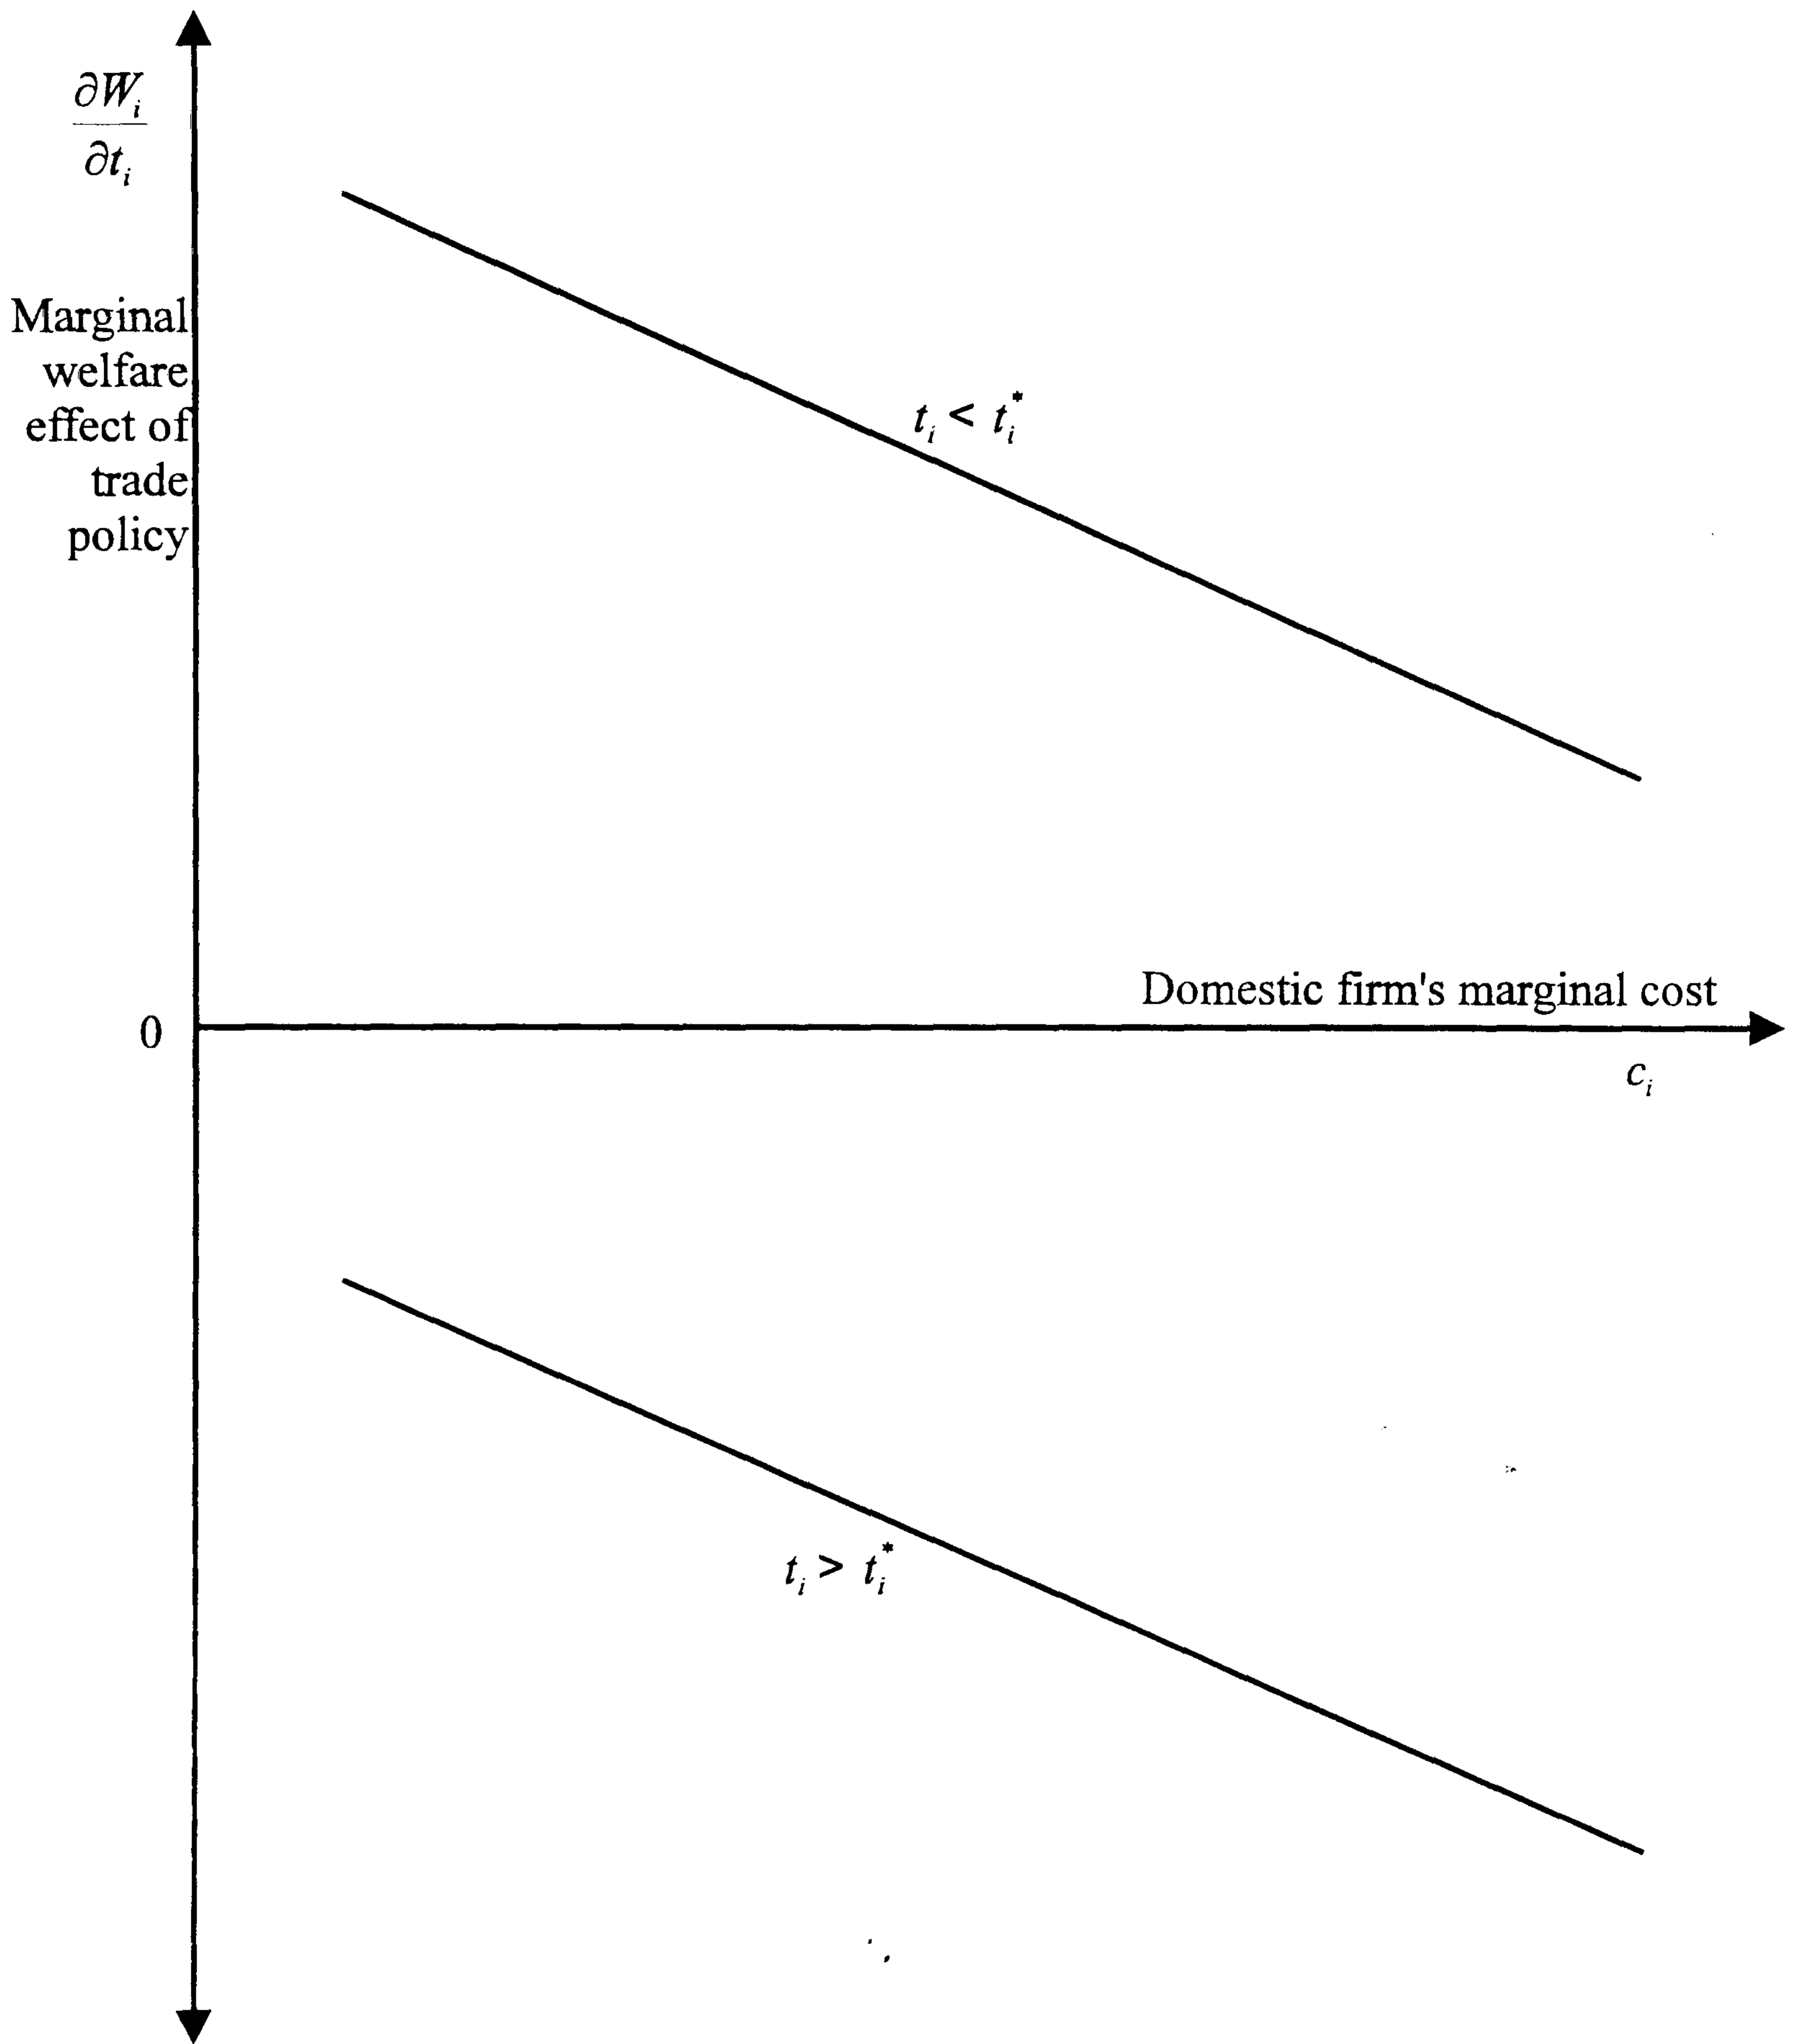 ∂W_i
∂t_i
Marginal
welfare
effect of
trade
policy
t_i < t_i^*
Domestic firm's marginal cost
0
c_i
t_i > t_i^*